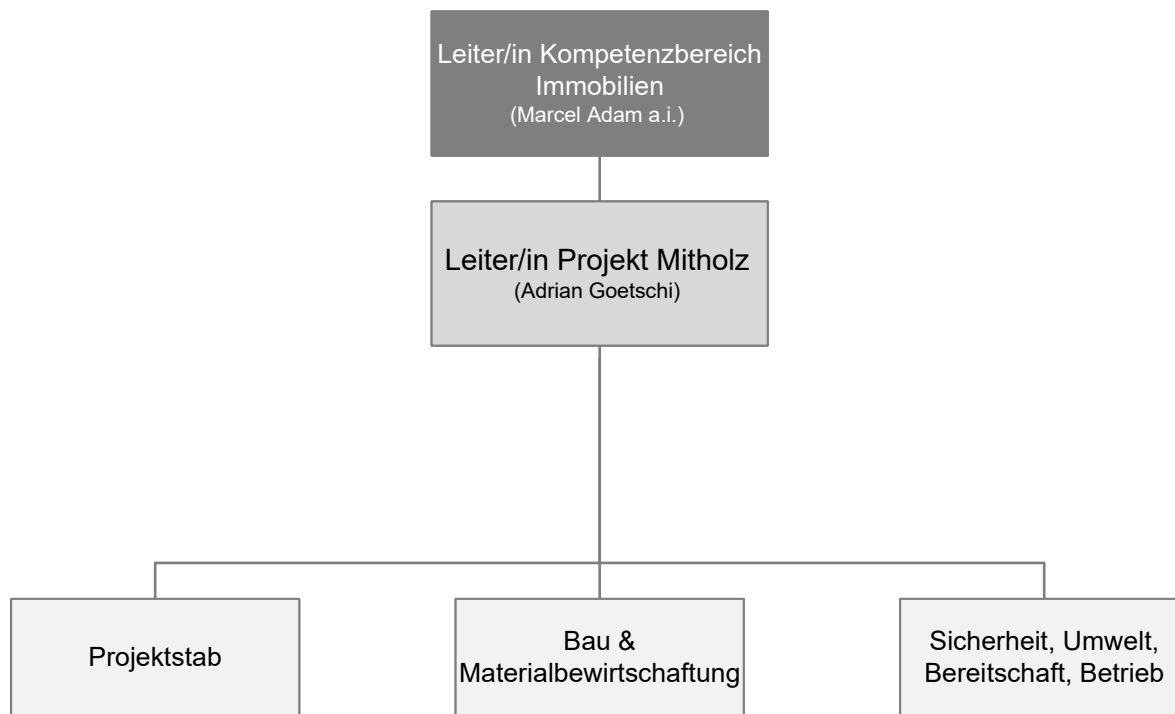 Leiter/in Kompetenzbereich
Immobilien
(Marcel Adam a.i.)
Leiter/in Projekt Mitholz
(Adrian Goetschi)
Projektstab
Bau &
Materialbewirtschaftung
Sicherheit, Umwelt,
Bereitschaft, Betrieb